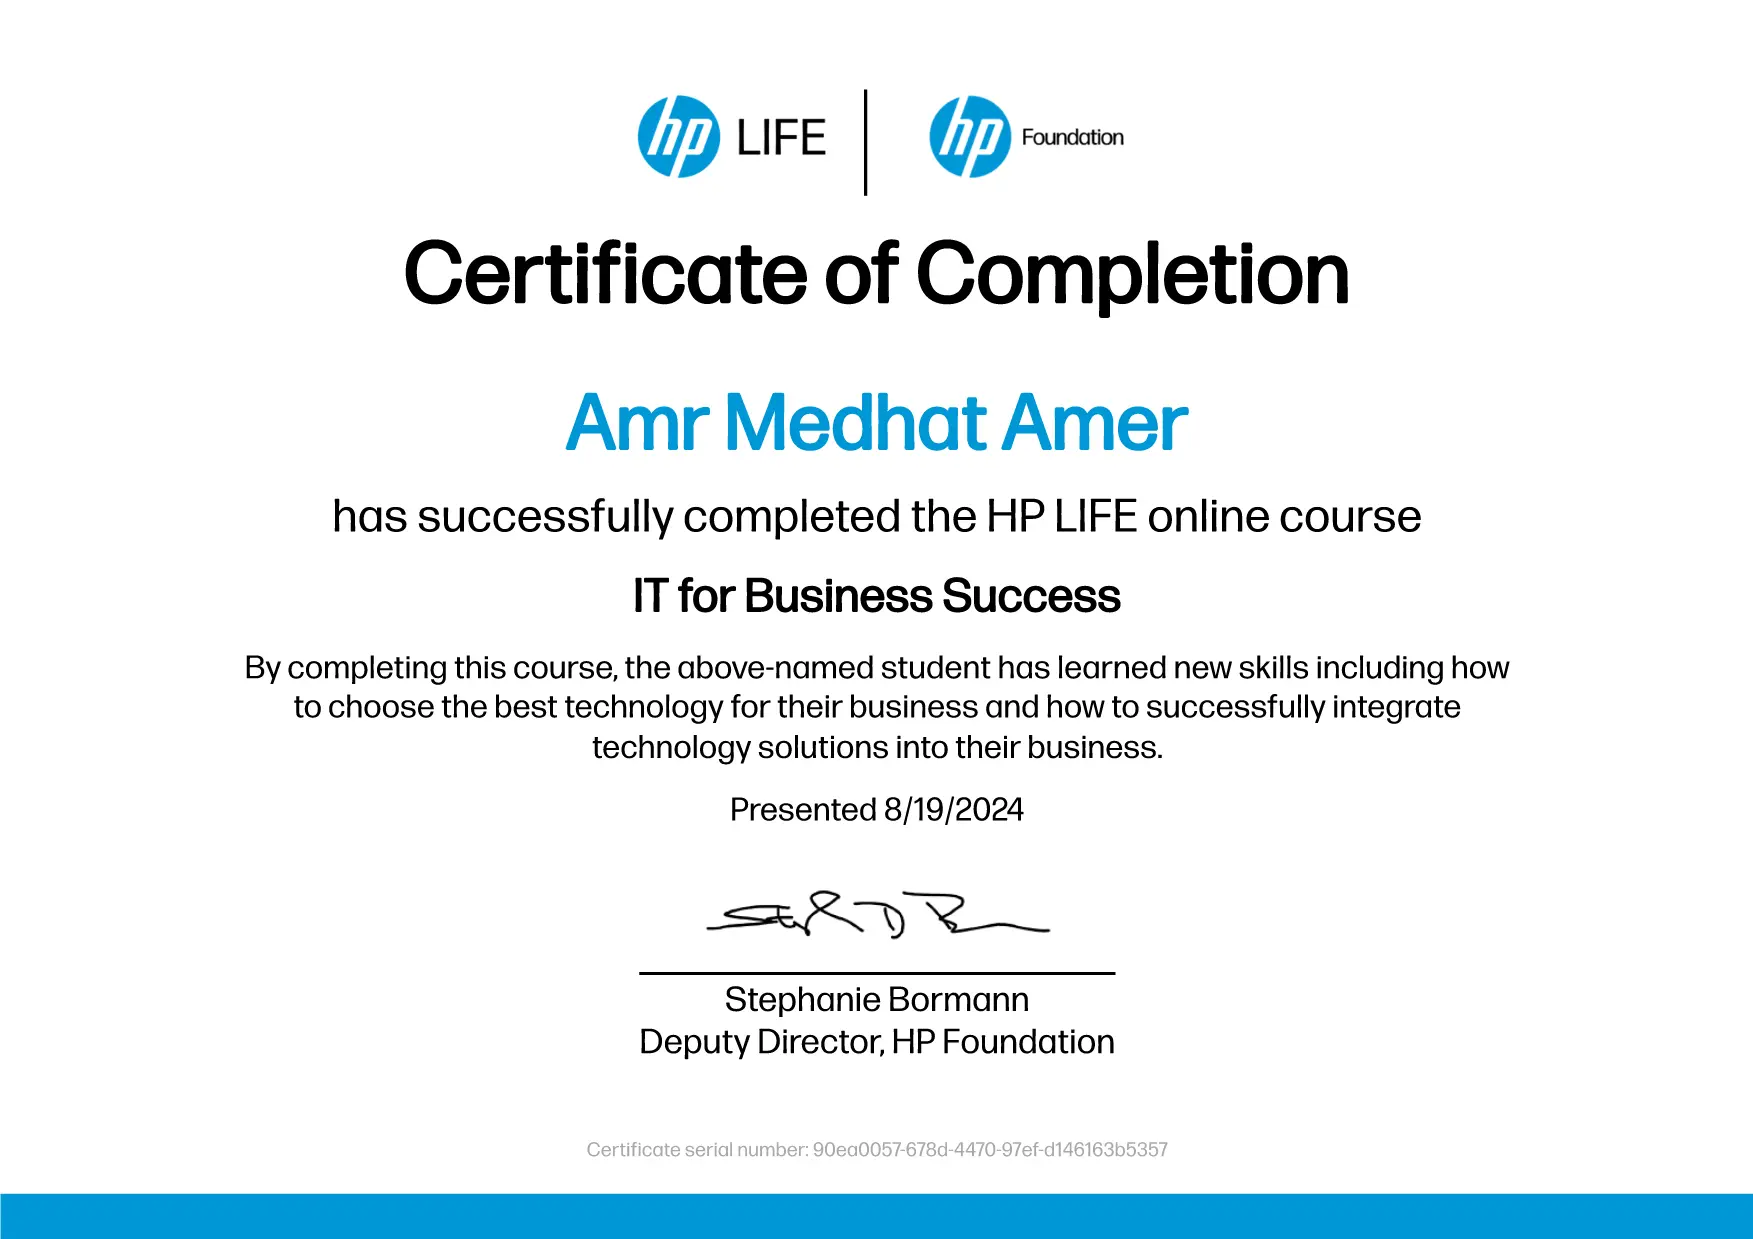 hp LIFE
hp Foundation
Certificate of Completion
Amr Medhat Amer
has successfully completed the HP LIFE online course
IT for Business Success
By completing this course, the above-named student has learned new skills including how
to choose the best technology for their business and how to successfully integrate
technology solutions into their business.
Presented 8/19/2024
Stephanie Bormann
Deputy Director, HP Foundation
Certificate serial number: 90ea0057-678d-4470-97ef-d146163b5357